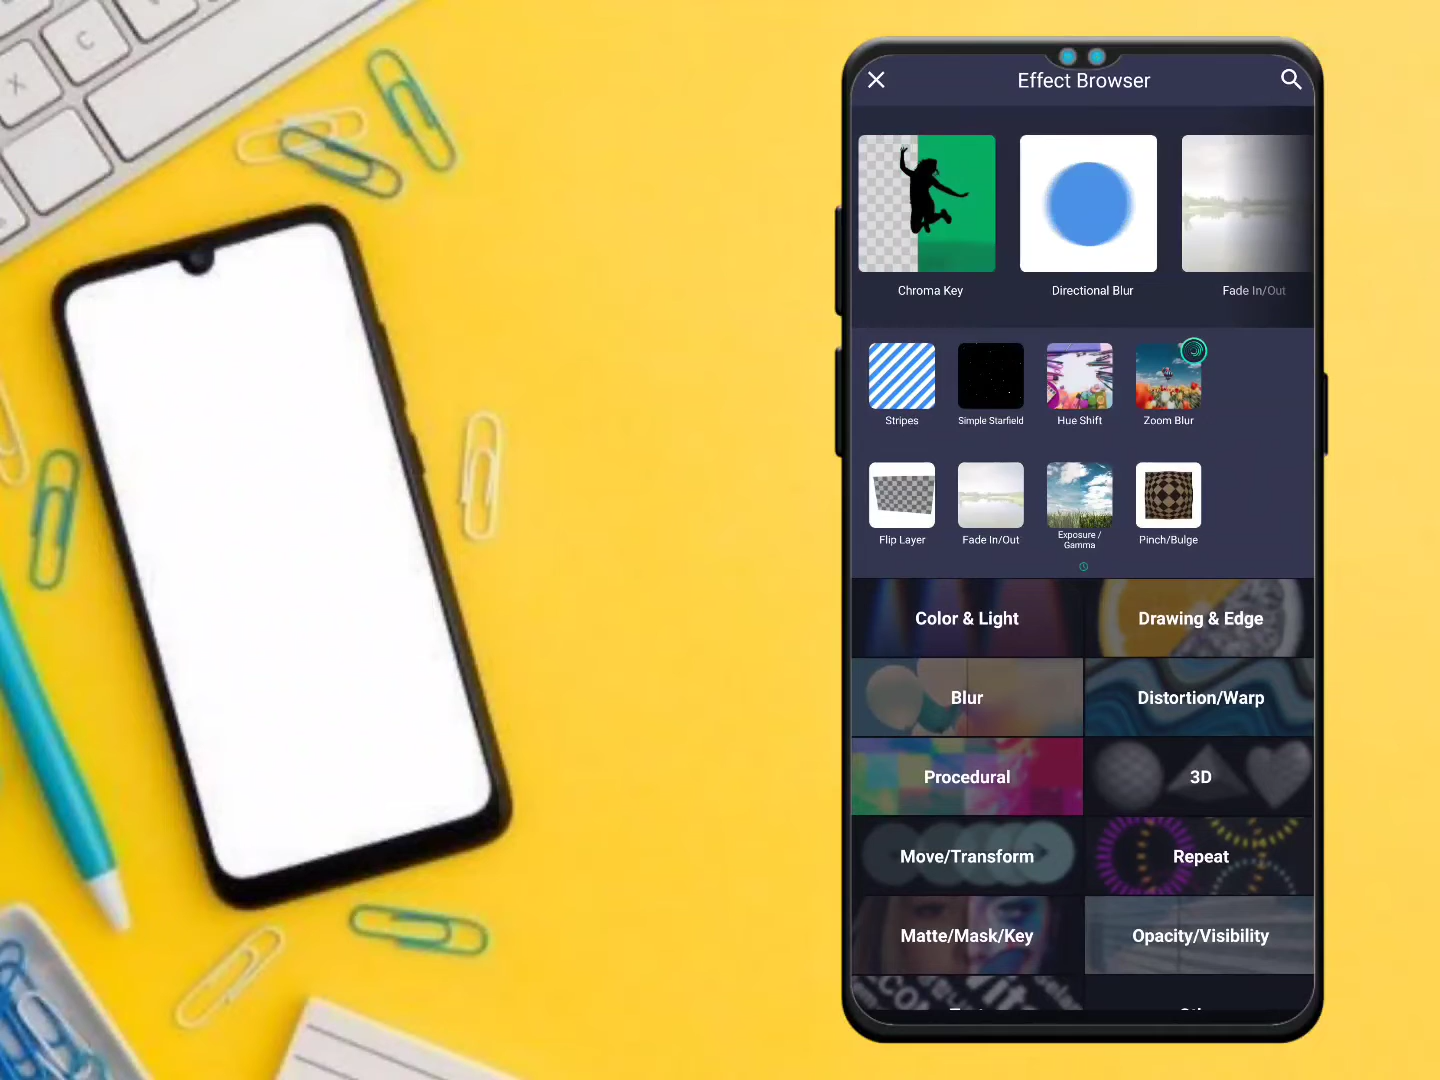 Effect Browser
Chroma Key
Directional Blur
Fade In/Out
Stripes
Simple Starfield
Hue Shift
Zoom Blur
Flip Layer
Fade In/Out
Exposure /
Gamma
Pinch/Bulge
Color & Light
Drawing & Edge
Blur
Distortion/Warp
Procedural
3D
Move/Transform
Repeat
Matte/Mask/Key
Opacity/Visibility
C
X